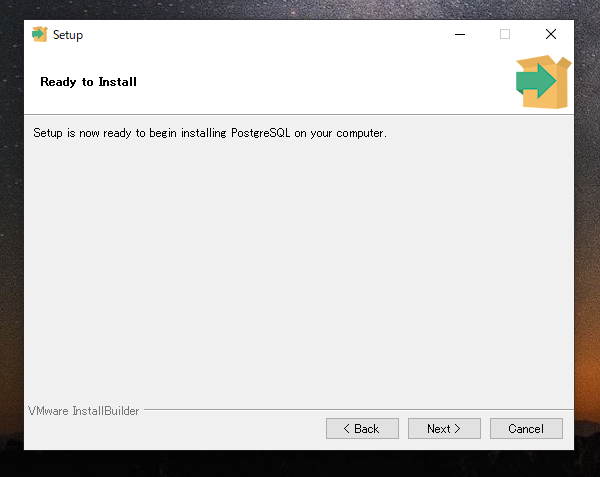 Setup
Ready to Install
Setup is now ready to begin installing PostgreSQL on your computer.
VMware InstallBuilder
< Back
Next >
Cancel